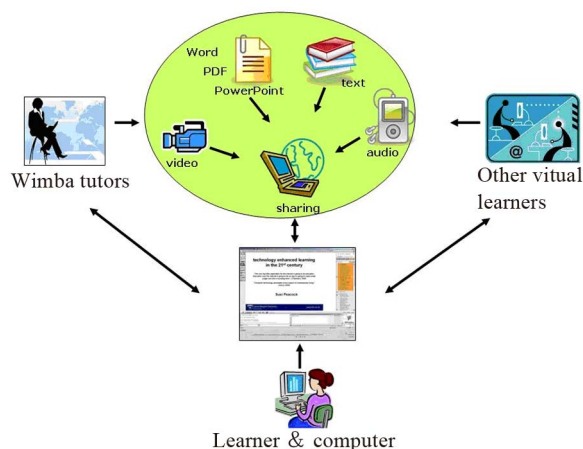 Word
PDF
PowerPoint
text
video
audio
sharing
Wimba tutors
Other vitual
learners
@
technology enhanced learning
in the 21st century
Learner & computer